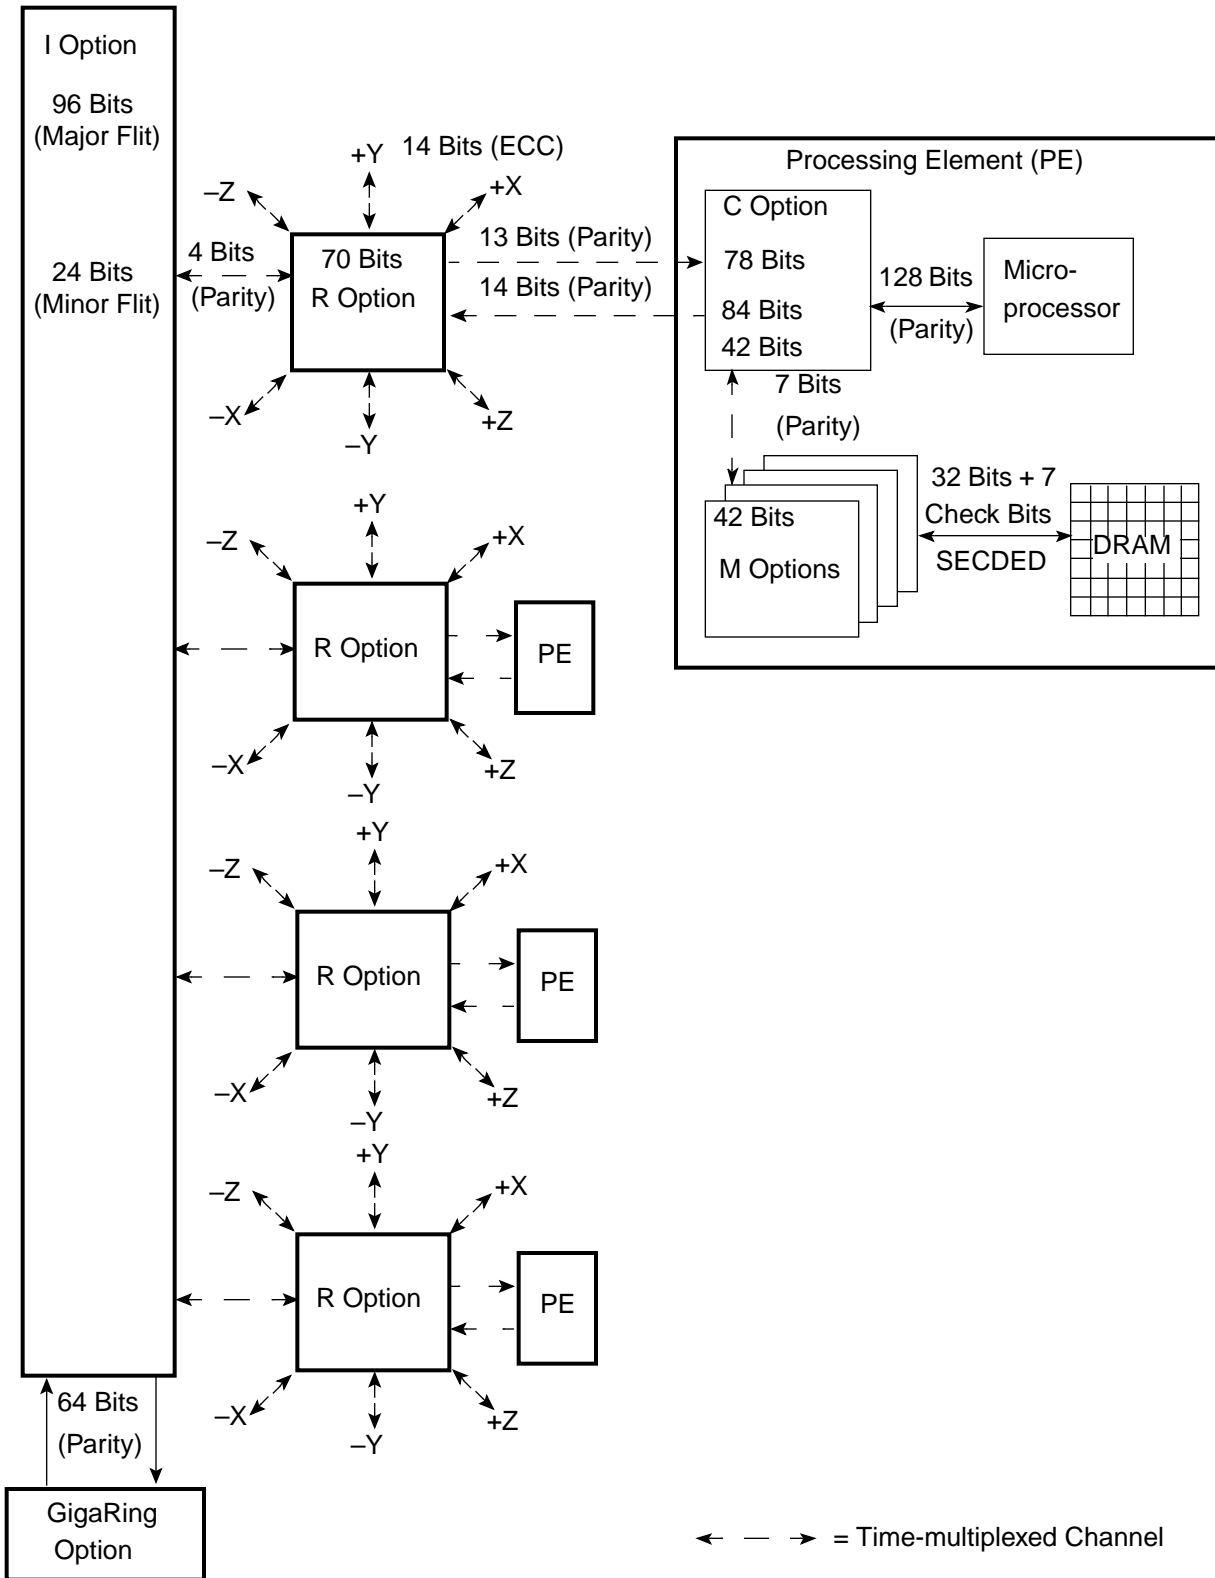 I Option
96 Bits
(Major Flit)
24 Bits
(Minor Flit)
4 Bits
(Parity)
+Y
14 Bits (ECC)
–Z
+X
70 Bits
R Option
–X
–Y
+Z
13 Bits (Parity)
14 Bits (Parity)
Processing Element (PE)
C Option
78 Bits
84 Bits
42 Bits
128 Bits
(Parity)
Micro-
processor
7 Bits
(Parity)
42 Bits
M Options
32 Bits + 7
Check Bits
SECDED
DRAM
+Y
–Z
+X
R Option
PE
–X
–Y
+Z
+Y
–Z
+X
R Option
PE
–X
–Y
+Z
+Y
–Z
+X
R Option
PE
–X
–Y
+Z
64 Bits
(Parity)
GigaRing
Option
= Time-multiplexed Channel